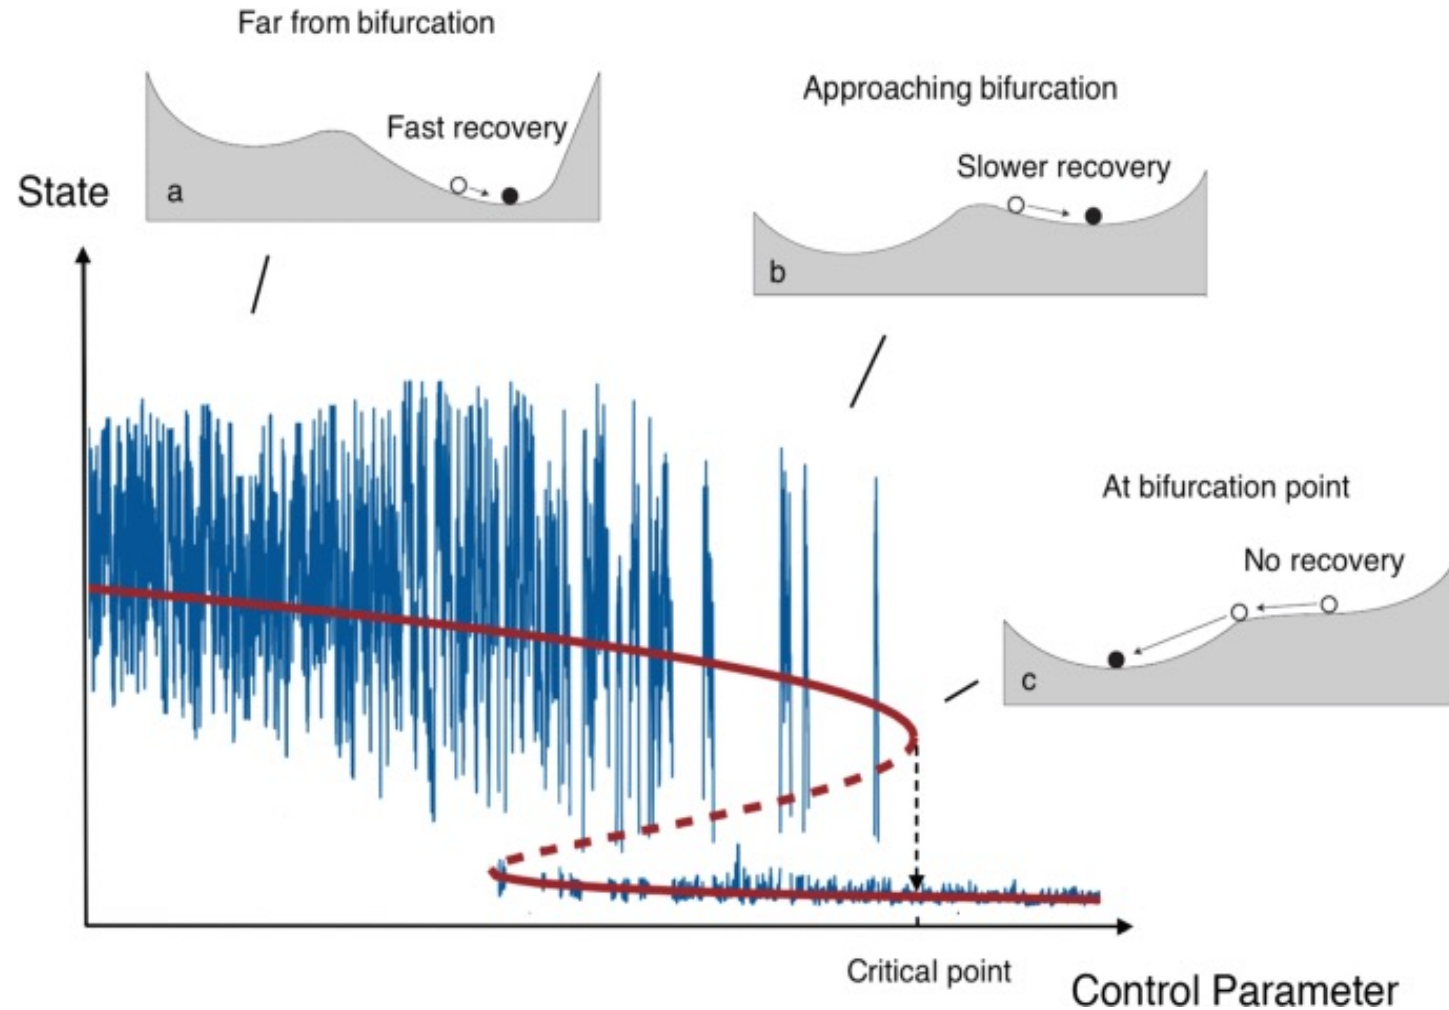 Far from bifurcation
Approaching bifurcation
Fast recovery
Slower recovery
State
a
b
At bifurcation point
No recovery
c
Critical point
Control Parameter